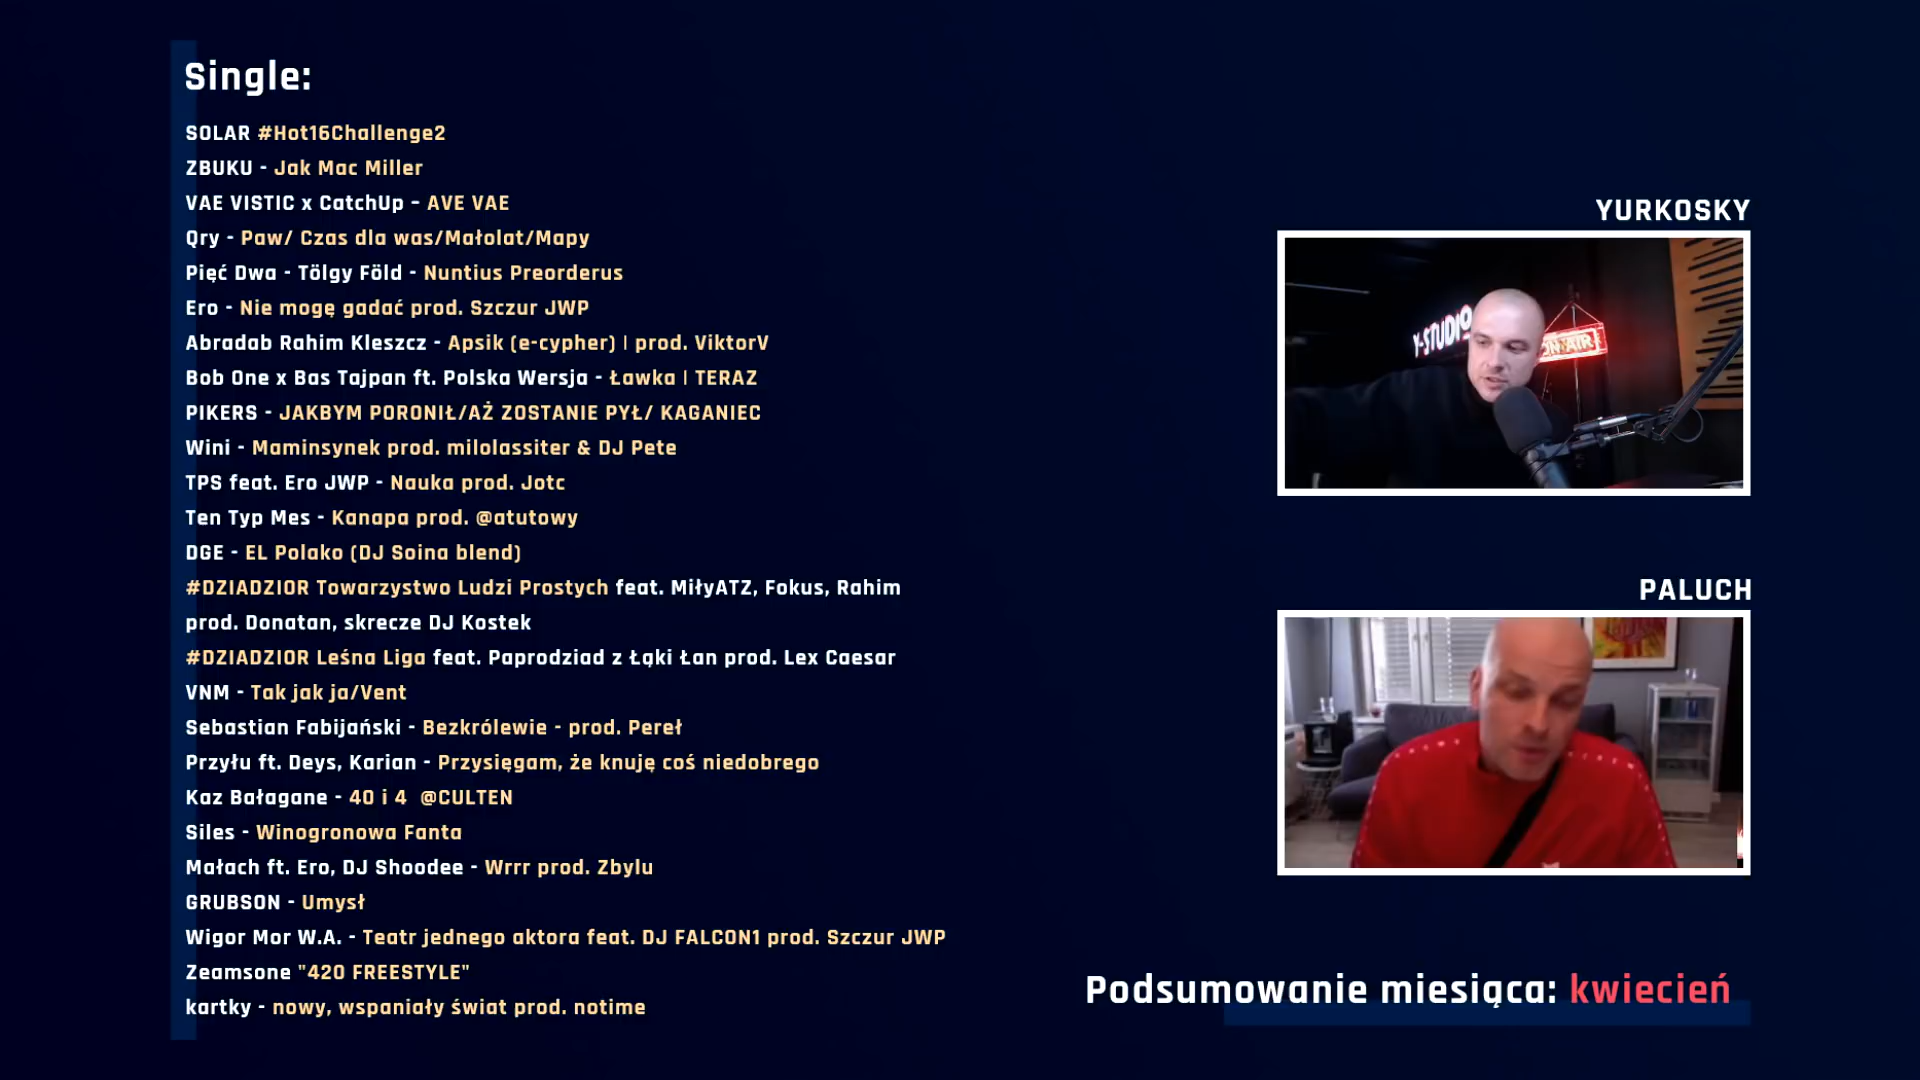 Single:
SOLAR #Hot16Challenge2
ZBUKU - Jak Mac Miller
VAE VISTIC x CatchUp - AVE VAE
Qry - Paw/ Czas dla was/Małolat/Mapy
Pięć Dwa - Tölgy Föld - Nuntius Preorderus
Ero - Nie mogę gadać prod. Szczur JWP
Abradab Rahim Kleszcz - Apsik (e-cypher) | prod. ViktorV
Bob One x Bas Tajpan ft. Polska Wersja - Ławka | TERAZ
PIKERS - JAKBYM PORONIŁ/AŻ ZOSTANIE PYŁ/ KAGANIEC
Wini - Maminsynek prod. milolassiter & DJ Pete
TPS feat. Ero JWP - Nauka prod. Jotc
Ten Typ Mes - Kanapa prod. @atutowy
DGE - EL Polako (DJ Soina blend)
#DZIADZIOR Towarzystwo Ludzi Prostych feat. MiłyATZ, Fokus, Rahim
prod. Donatan, skrecze DJ Kostek
#DZIADZIOR Leśna Liga feat. Paprodziad z Łąki Łan prod. Lex Caesar
VNM - Tak jak ja/Vent
Sebastian Fabijański - Bezkrólewie - prod. Pereł
Przyłu ft. Deys, Karian - Przysięgam, że knuję coś niedobrego
Kaz Bałagane - 40 i 4 @CULTEN
Siles - Winogronowa Fanta
Małach ft. Ero, DJ Shoodee - Wrrr prod. Zbylu
GRUBSON - Umysł
Wigor Mor W.A. - Teatr jednego aktora feat. DJ FALCON1 prod. Szczur JWP
Zeamsone "420 FREESTYLE"
kartky - nowy, wspaniały świat prod. notime
YURKOSKY
Y-STUDIO
ON AIR
PALUCH
Podsumowanie miesiąca: kwiecień